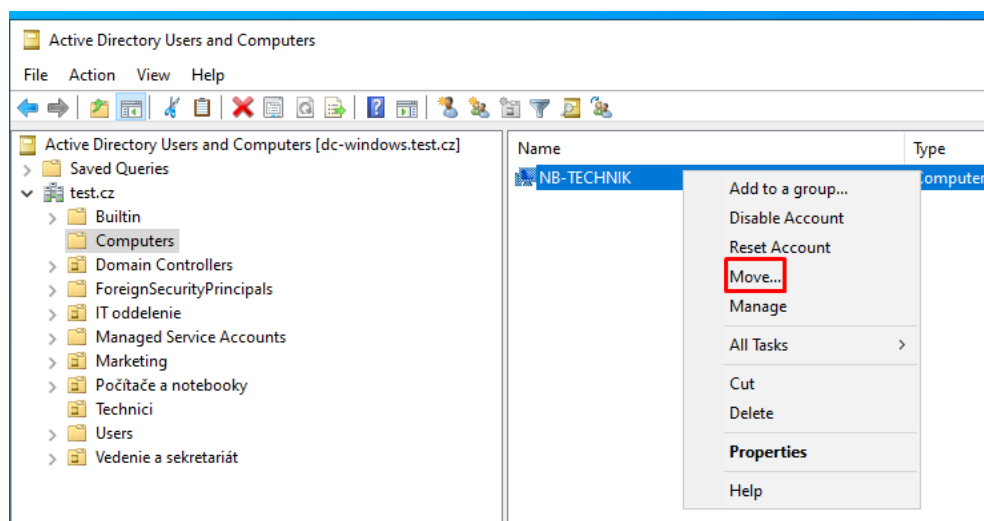 Active Directory Users and Computers
File Action View Help
Active Directory Users and Computers [dc-windows.test.cz]
Saved Queries
test.cz
Builtin
Computers
Domain Controllers
ForeignSecurityPrincipals
IT oddelenie
Managed Service Accounts
Marketing
Počítače a notebooky
Technici
Users
Vedenie a sekretariát
Name Type
NB-TECHNIK Computer
Add to a group...
Disable Account
Reset Account
Move...
Manage
All Tasks
Cut
Delete
Properties
Help